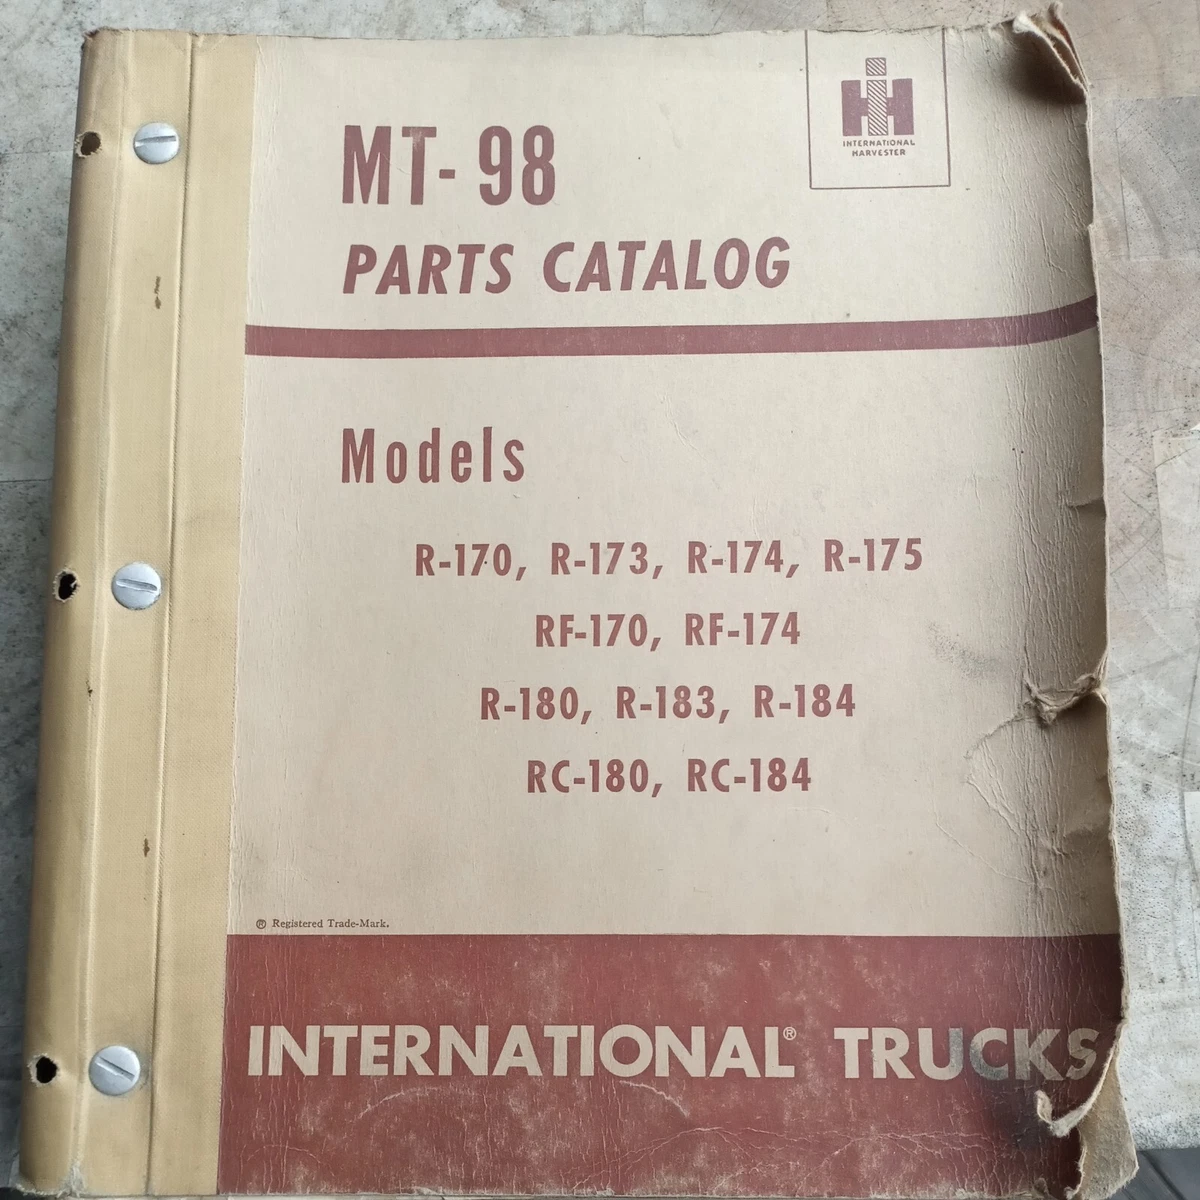 INTERNATIONAL
HARVESTER
MT-98
PARTS CATALOG
Models
R-170, R-173, R-174, R-175
RF-170, RF-174
R-180, R-183, R-184
RC-180, RC-184
® Registered Trade-Mark.
INTERNATIONAL® TRUCKS